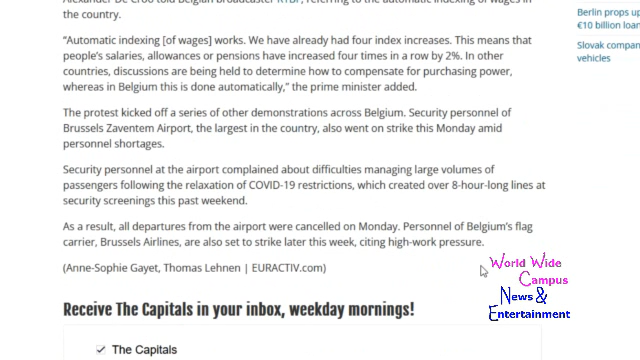 Alexander De Croo told Belgian broadcaster RTBF, referring to the automatic indexing of wages in
the country.
“Automatic indexing [of wages] works. We have already had four index increases. This means that
people’s salaries, allowances or pensions have increased four times in a row by 2%. In other
countries, discussions are being held to determine how to compensate for purchasing power,
whereas in Belgium this is done automatically,” the prime minister added.
The protest kicked off a series of other demonstrations across Belgium. Security personnel of
Brussels Zaventem Airport, the largest in the country, also went on strike this Monday amid
personnel shortages.
Security personnel at the airport complained about difficulties managing large volumes of
passengers following the relaxation of COVID-19 restrictions, which created over 8-hour-long lines at
security screenings this past weekend.
As a result, all departures from the airport were cancelled on Monday. Personnel of Belgium’s flag
carrier, Brussels Airlines, are also set to strike later this week, citing high-work pressure.
(Anne-Sophie Gayet, Thomas Lehnen | EURACTIV.com)
Receive The Capitals in your inbox, weekday mornings!
The Capitals
Berlin props up
€10 billion loan
Slovak compan
vehicles
World Wide
Campus
News &
Entertainment